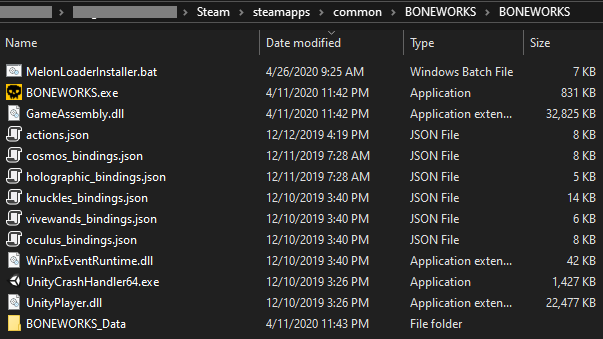 Steam > steamapps > common > BONEWORKS > BONEWORKS
Name Date modified Type Size
MelonLoaderInstaller.bat 4/26/2020 9:25 AM Windows Batch File 7 KB
BONEWORKS.exe 4/11/2020 11:42 PM Application 831 KB
GameAssembly.dll 4/11/2020 11:42 PM Application exten... 32,825 KB
actions.json 12/12/2019 4:19 PM JSON File 8 KB
cosmos_bindings.json 12/11/2019 7:28 AM JSON File 8 KB
holographic_bindings.json 12/11/2019 7:28 AM JSON File 5 KB
knuckles_bindings.json 12/10/2019 3:40 PM JSON File 14 KB
vivewands_bindings.json 12/10/2019 3:40 PM JSON File 6 KB
oculus_bindings.json 12/10/2019 3:40 PM JSON File 8 KB
WinPixEventRuntime.dll 12/10/2019 3:40 PM Application exten... 42 KB
UnityCrashHandler64.exe 12/10/2019 3:26 PM Application 1,427 KB
UnityPlayer.dll 12/10/2019 3:26 PM Application exten... 22,477 KB
BONEWORKS_Data 4/11/2020 11:43 PM File folder